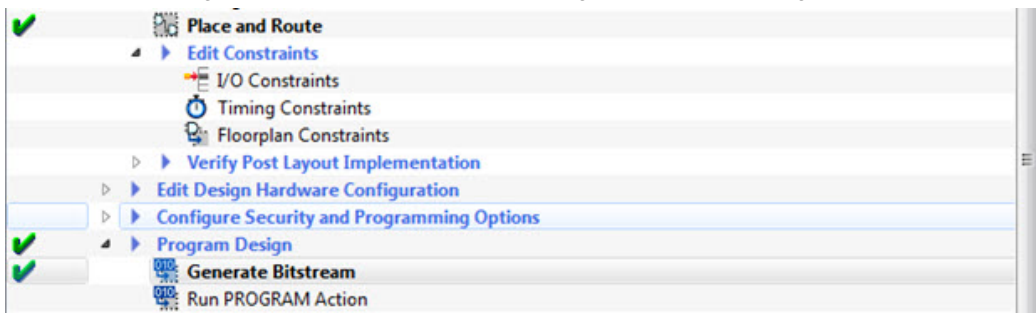 Place and Route
Edit Constraints
I/O Constraints
Timing Constraints
Floorplan Constraints
Verify Post Layout Implementation
Edit Design Hardware Configuration
Configure Security and Programming Options
Program Design
Generate Bitstream
Run PROGRAM Action